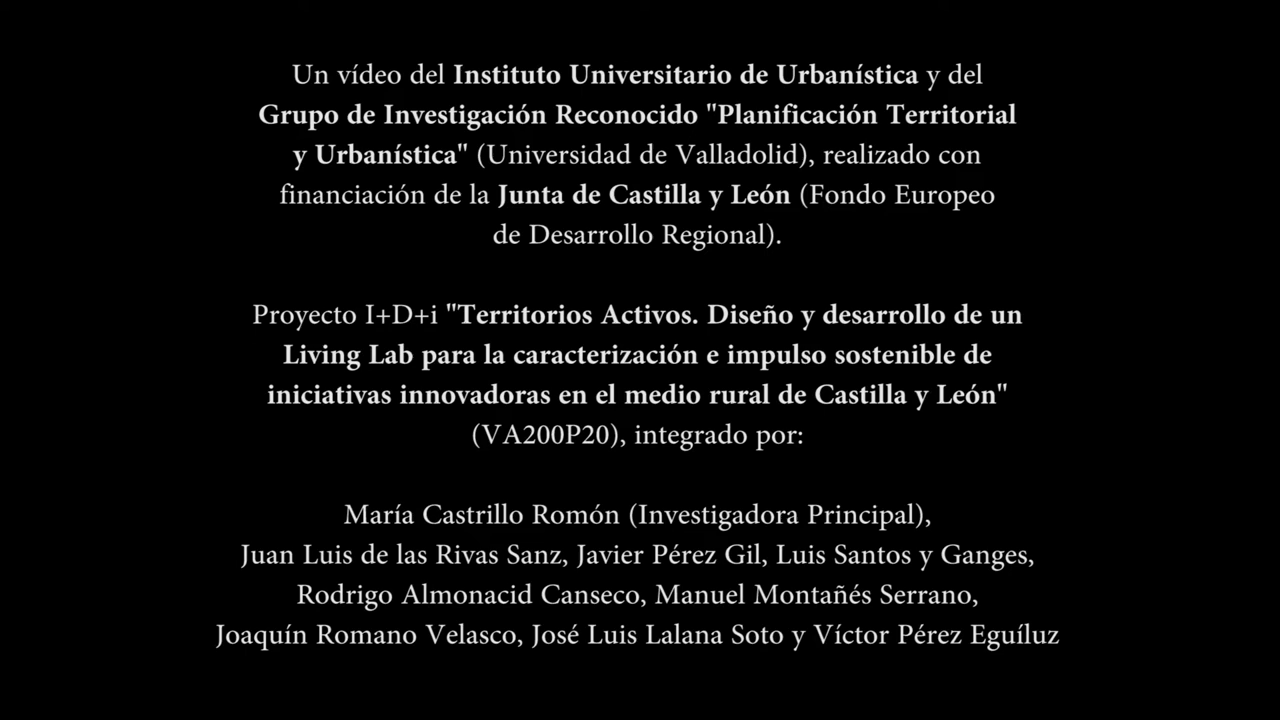 Un vídeo del Instituto Universitario de Urbanística y del
Grupo de Investigación Reconocido "Planificación Territorial
y Urbanística" (Universidad de Valladolid), realizado con
financiación de la Junta de Castilla y León (Fondo Europeo
de Desarrollo Regional).
Proyecto I+D+i "Territorios Activos. Diseño y desarrollo de un
Living Lab para la caracterización e impulso sostenible de
iniciativas innovadoras en el medio rural de Castilla y León"
(VA200P20), integrado por:
María Castrillo Romón (Investigadora Principal),
Juan Luis de las Rivas Sanz, Javier Pérez Gil, Luis Santos y Ganges,
Rodrigo Almonacid Canseco, Manuel Montañés Serrano,
Joaquín Romano Velasco, José Luis Lalana Soto y Víctor Pérez Eguíluz